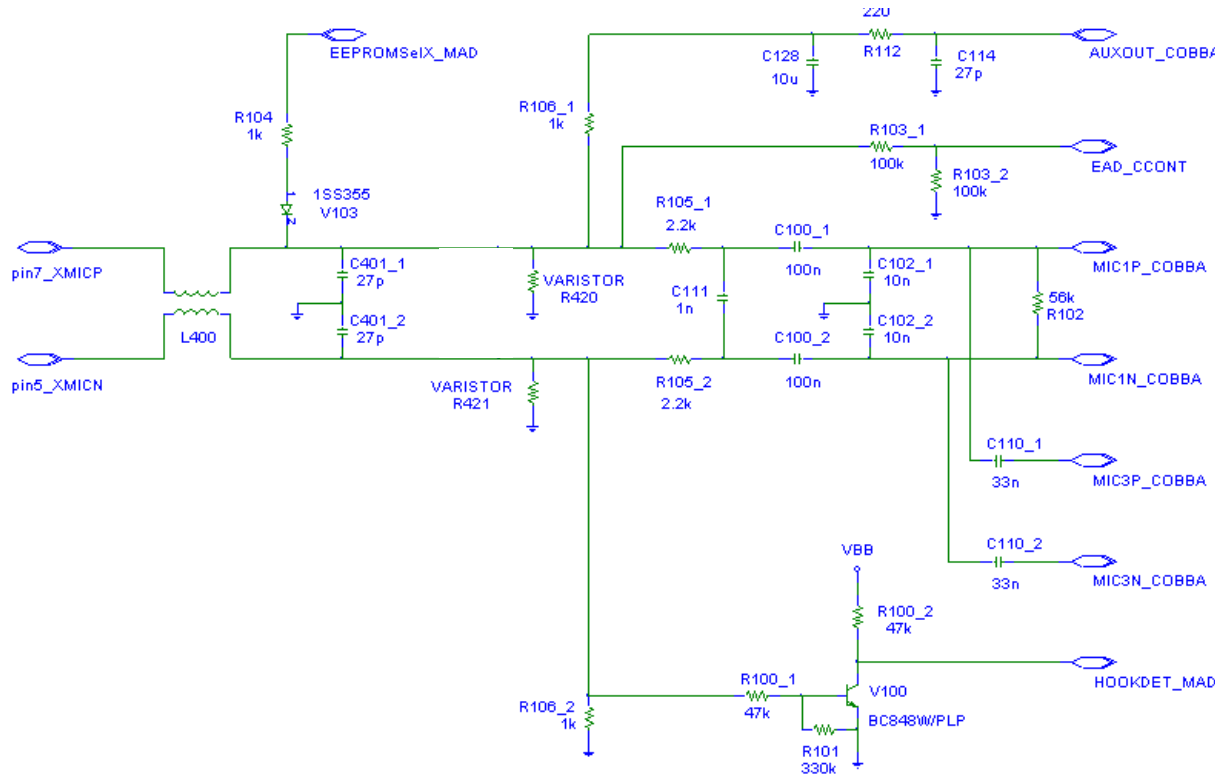 220
EEPROMSelX_MAD
C128
10u
R112
C114
27p
AUXOUT_COBBA
R104
1k
R106_1
1k
R103_1
100k
EAD_CCONT
R103_2
100k
1
1SS355
V103
2
R105_1
2.2k
C100_1
100n
pin7_XMICP
C401_1
27p
VARISTOR
R420
C111
1n
C102_1
10n
MIC1P_COBBA
56k
R102
L400
C401_2
27p
C100_2
100n
C102_2
10n
pin5_XMICN
VARISTOR
R421
R105_2
2.2k
MIC1N_COBBA
C110_1
33n
MIC3P_COBBA
VBB
C110_2
33n
MIC3N_COBBA
R100_2
47k
R100_1
47k
V100
BC848W/PLP
HOOKDET_MAD
R106_2
1k
R101
330k